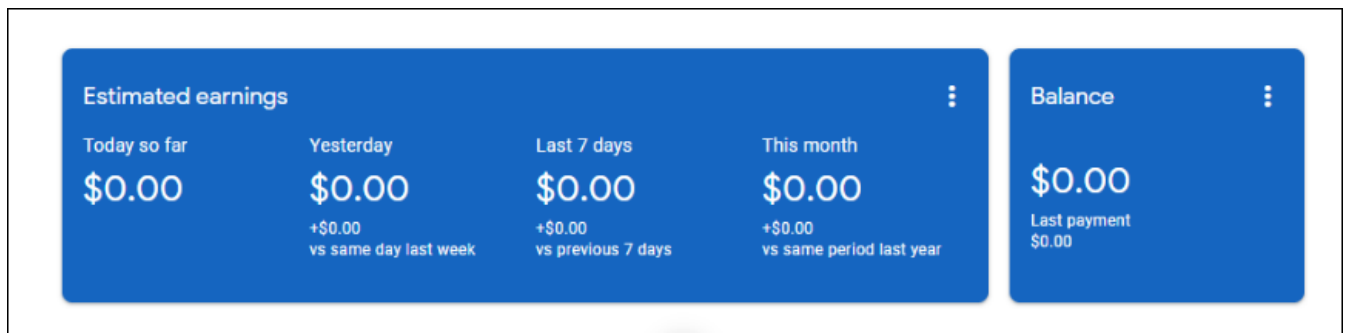 Estimated earnings
Today so far
$0.00
Yesterday
$0.00
+$0.00
vs same day last week
Last 7 days
$0.00
+$0.00
vs previous 7 days
This month
$0.00
+$0.00
vs same period last year
Balance
$0.00
Last payment
$0.00